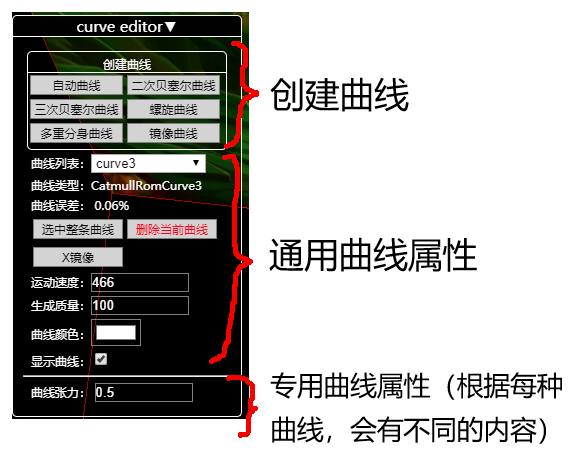 curve editor▼
创建曲线
自动曲线 二次贝塞尔曲线
三次贝塞尔曲线 螺旋曲线
多重分身曲线 镜像曲线
创建曲线
曲线列表: curve3 ▼
曲线类型: CatmullRomCurve3
曲线误差: 0.06%
选中整条曲线 删除当前曲线
X镜像
运动速度: 466
生成质量: 100
曲线颜色:
显示曲线:
通用曲线属性
曲线张力: 0.5
专用曲线属性（根据每种
曲线，会有不同的内容）